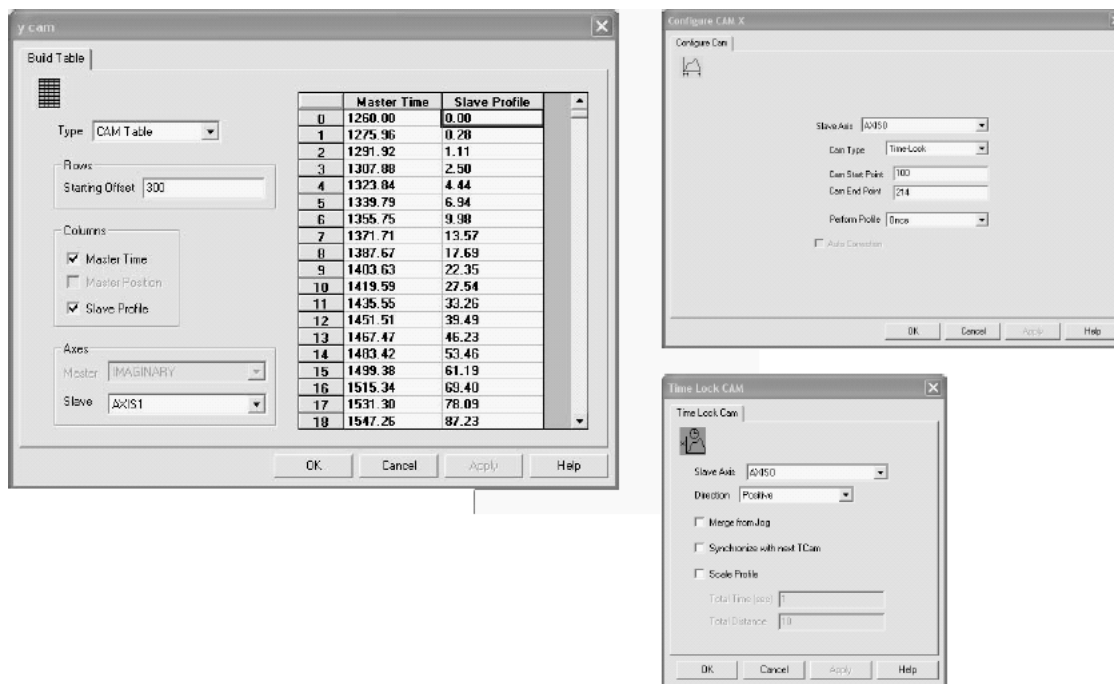 y cam
Build Table
Type CAM Table
Rows
Starting Offset 300
Columns
Master Time
Master Position
Slave Profile
Axes
Master IMAGINARY
Slave AXIS1
Master Time Slave Profile
0 1260.00 0.00
1 1275.96 0.28
2 1291.92 1.11
3 1307.88 2.50
4 1323.84 4.44
5 1339.79 6.94
6 1355.75 9.98
7 1371.71 13.57
8 1387.67 17.69
9 1403.63 22.35
10 1419.59 27.54
11 1435.55 33.26
12 1451.51 39.49
13 1467.47 46.23
14 1483.42 53.46
15 1499.38 61.19
16 1515.34 69.40
17 1531.30 78.09
18 1547.26 87.23
OK Cancel Apply Help
Configure CAM X
Configure Cam
Slave Axis AXIS0
Cam Type Time-Lock
Cam Start Point 100
Cam End Point 214
Perform Profile Once
Auto Correction
OK Cancel Apply Help
Time Lock CAM
Time Lock Cam
Slave Axis AXIS0
Direction Positive
Merge from Jog
Synchronize with next TCam
Scale Profile
Total Time (sec) 1
Total Distance 10
OK Cancel Apply Help